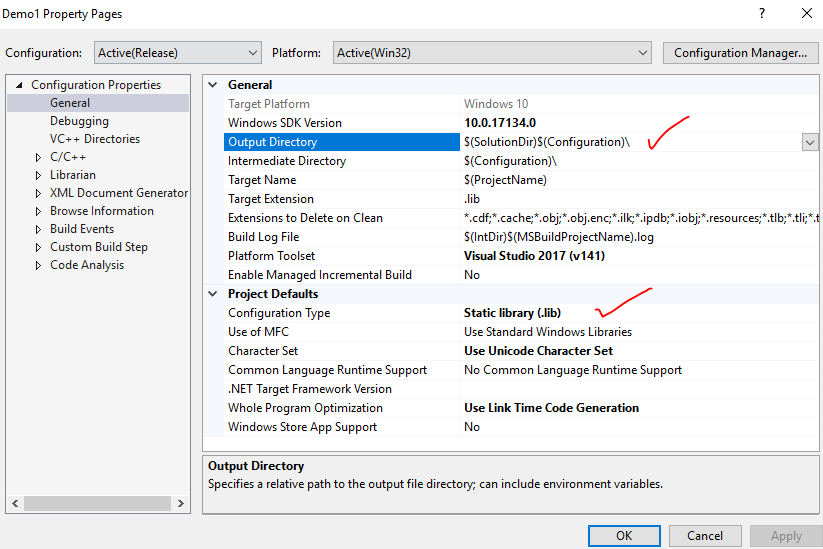 Demo1 Property Pages ? ×
Configuration: Active(Release) Platform: Active(Win32) Configuration Manager...
Configuration Properties
General
Debugging
VC++ Directories
C/C++
Librarian
XML Document Generator
Browse Information
Build Events
Custom Build Step
Code Analysis
General
Target Platform Windows 10
Windows SDK Version 10.0.17134.0
Output Directory $(SolutionDir)$(Configuration)\
Intermediate Directory $(Configuration)\
Target Name $(ProjectName)
Target Extension .lib
Extensions to Delete on Clean *.cdf;*.cache;*.obj;*.obj.enc;*.ilk;*.ipdb;*.iobj;*.resources;*.tlb;*.tli;*.t
Build Log File $(IntDir)$(MSBuildProjectName).log
Platform Toolset Visual Studio 2017 (v141)
Enable Managed Incremental Build No
Project Defaults
Configuration Type Static library (.lib)
Use of MFC Use Standard Windows Libraries
Character Set Use Unicode Character Set
Common Language Runtime Support No Common Language Runtime Support
.NET Target Framework Version
Whole Program Optimization Use Link Time Code Generation
Windows Store App Support No
Output Directory
Specifies a relative path to the output file directory; can include environment variables.
OK Cancel Apply